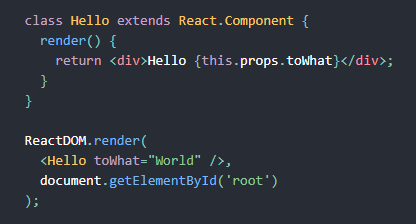 class Hello extends React.Component {
  render() {
    return <div>Hello {this.props.toWhat}</div>;
  }
}

ReactDOM.render(
  <Hello toWhat="World" />,
  document.getElementById('root')
);